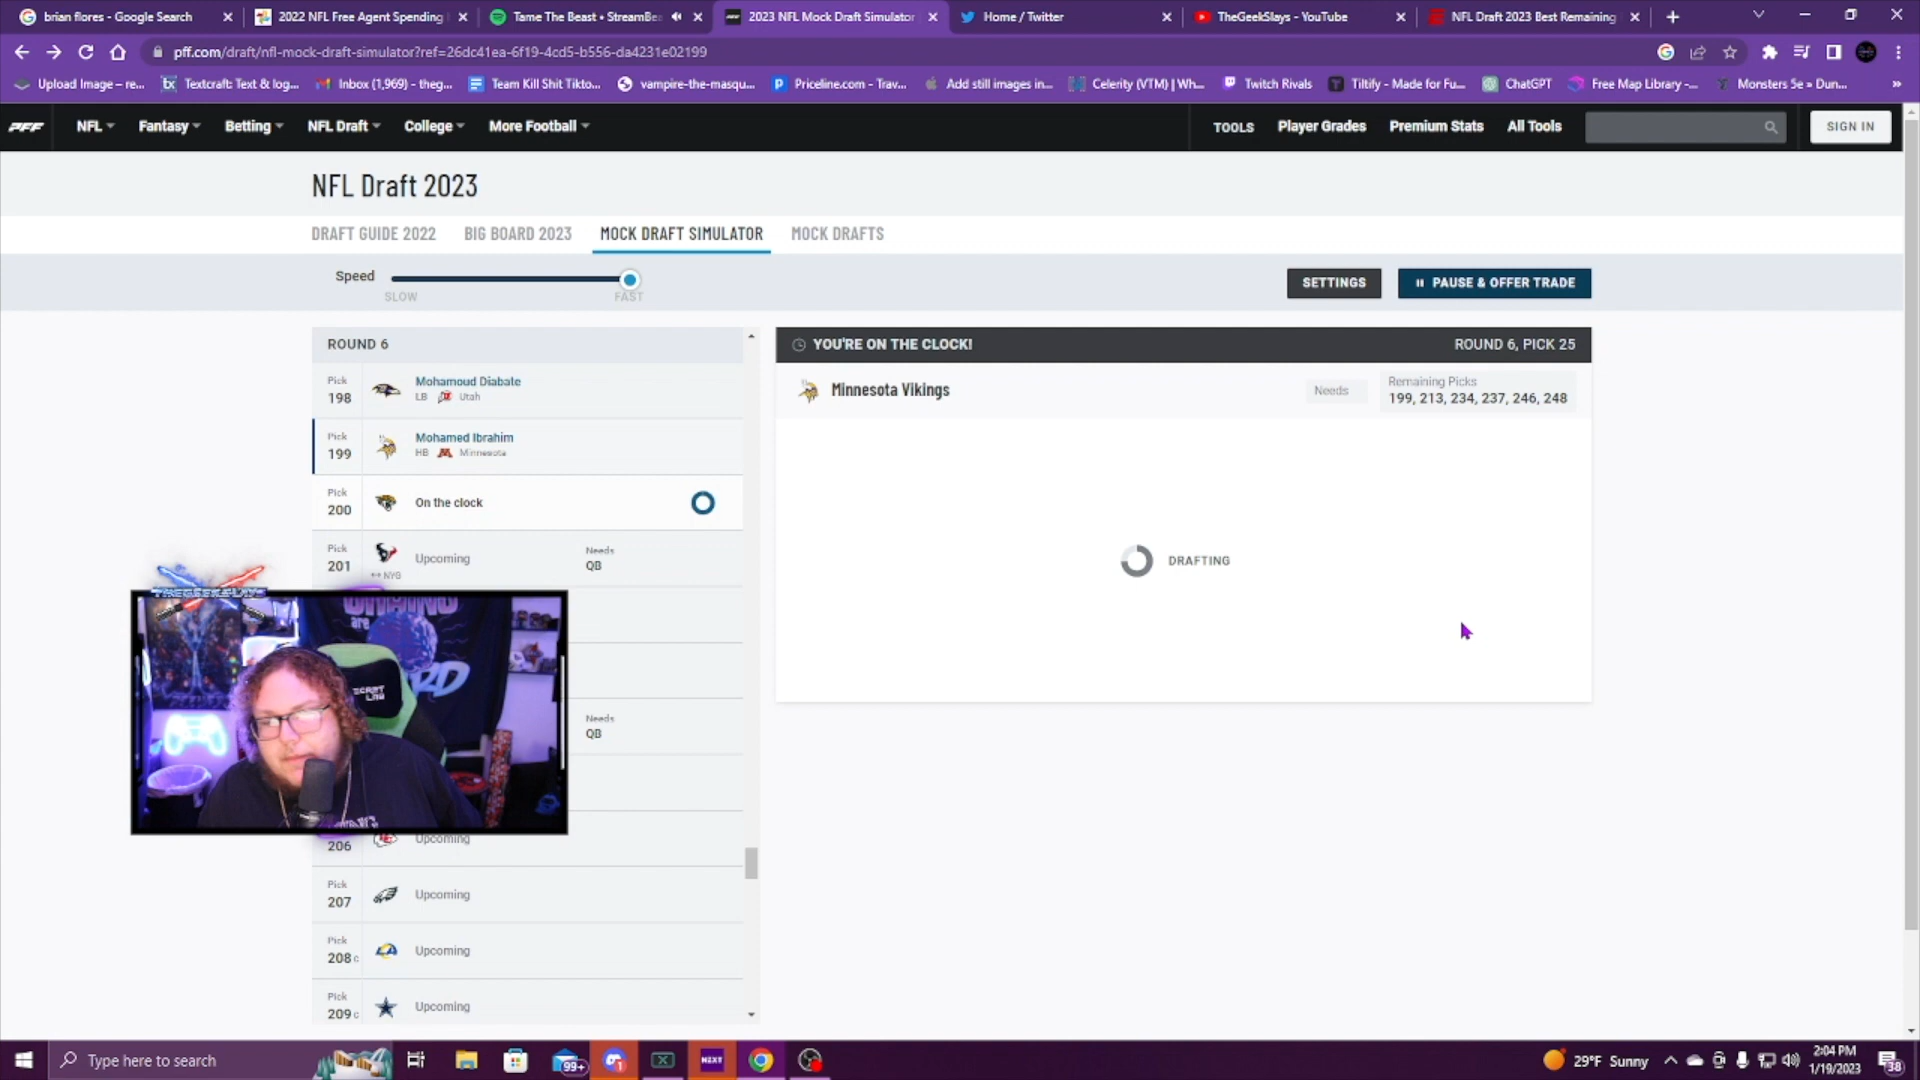 brian flores - Google Search
2022 NFL Free Agent Spending
Tame The Beast • StreamBea
2023 NFL Mock Draft Simulator
Home / Twitter
TheGeekSlays - YouTube
NFL Draft 2023 Best Remaining
pff.com/draft/nfl-mock-draft-simulator?ref=26dc41ea-6f19-4cd5-b556-da4231e02199
Upload Image – re...
Textcraft: Text & log...
Inbox (1,969) - theg...
Team Kill Shit Tikto...
vampire-the-masqu...
Priceline.com - Trav...
Add still images in...
Celerity (VTM) | Wh...
Twitch Rivals
Tiltify - Made for Fu...
ChatGPT
Free Map Library –...
Monsters 5e » Dun...
PFF
NFL
Fantasy
Betting
NFL Draft
College
More Football
TOOLS
Player Grades
Premium Stats
All Tools
SIGN IN
NFL Draft 2023
DRAFT GUIDE 2022
BIG BOARD 2023
MOCK DRAFT SIMULATOR
MOCK DRAFTS
Speed
SLOW
FAST
SETTINGS
PAUSE & OFFER TRADE
ROUND 6
Pick
198
Mohamoud Diabate
LB Utah
Pick
199
Mohamed Ibrahim
HB Minnesota
Pick
200
On the clock
Pick
201
↔ NYG
Upcoming
Needs
QB
Needs
QB
206
Upcoming
Pick
207
Upcoming
Pick
208 c
Upcoming
Pick
209 c
Upcoming
YOU'RE ON THE CLOCK!
ROUND 6, PICK 25
Minnesota Vikings
Needs
Remaining Picks
199, 213, 234, 237, 246, 248
DRAFTING
THEGEEKSLAYS
are
Type here to search
99+
1
NEXT
29°F Sunny
2:04 PM
1/19/2023
38